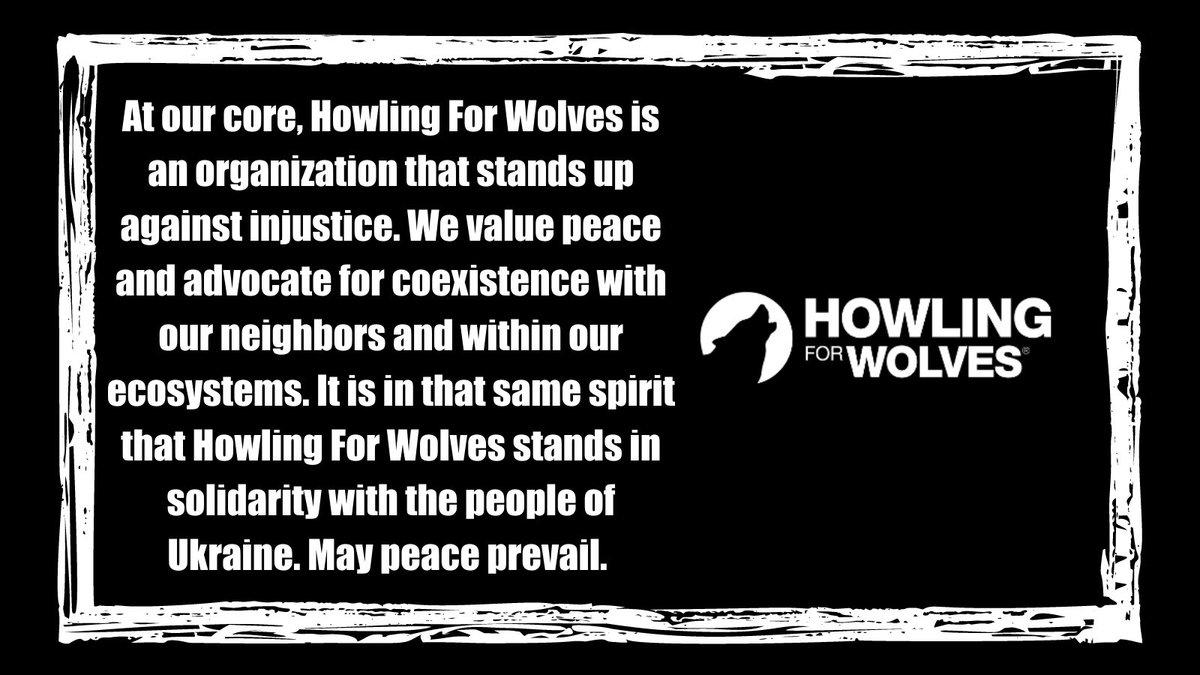 At our core, Howling For Wolves is
an organization that stands up
against injustice. We value peace
and advocate for coexistence with
our neighbors and within our
ecosystems. It is in that same spirit
that Howling For Wolves stands in
solidarity with the people of
Ukraine. May peace prevail.
HOWLING
FOR WOLVES®